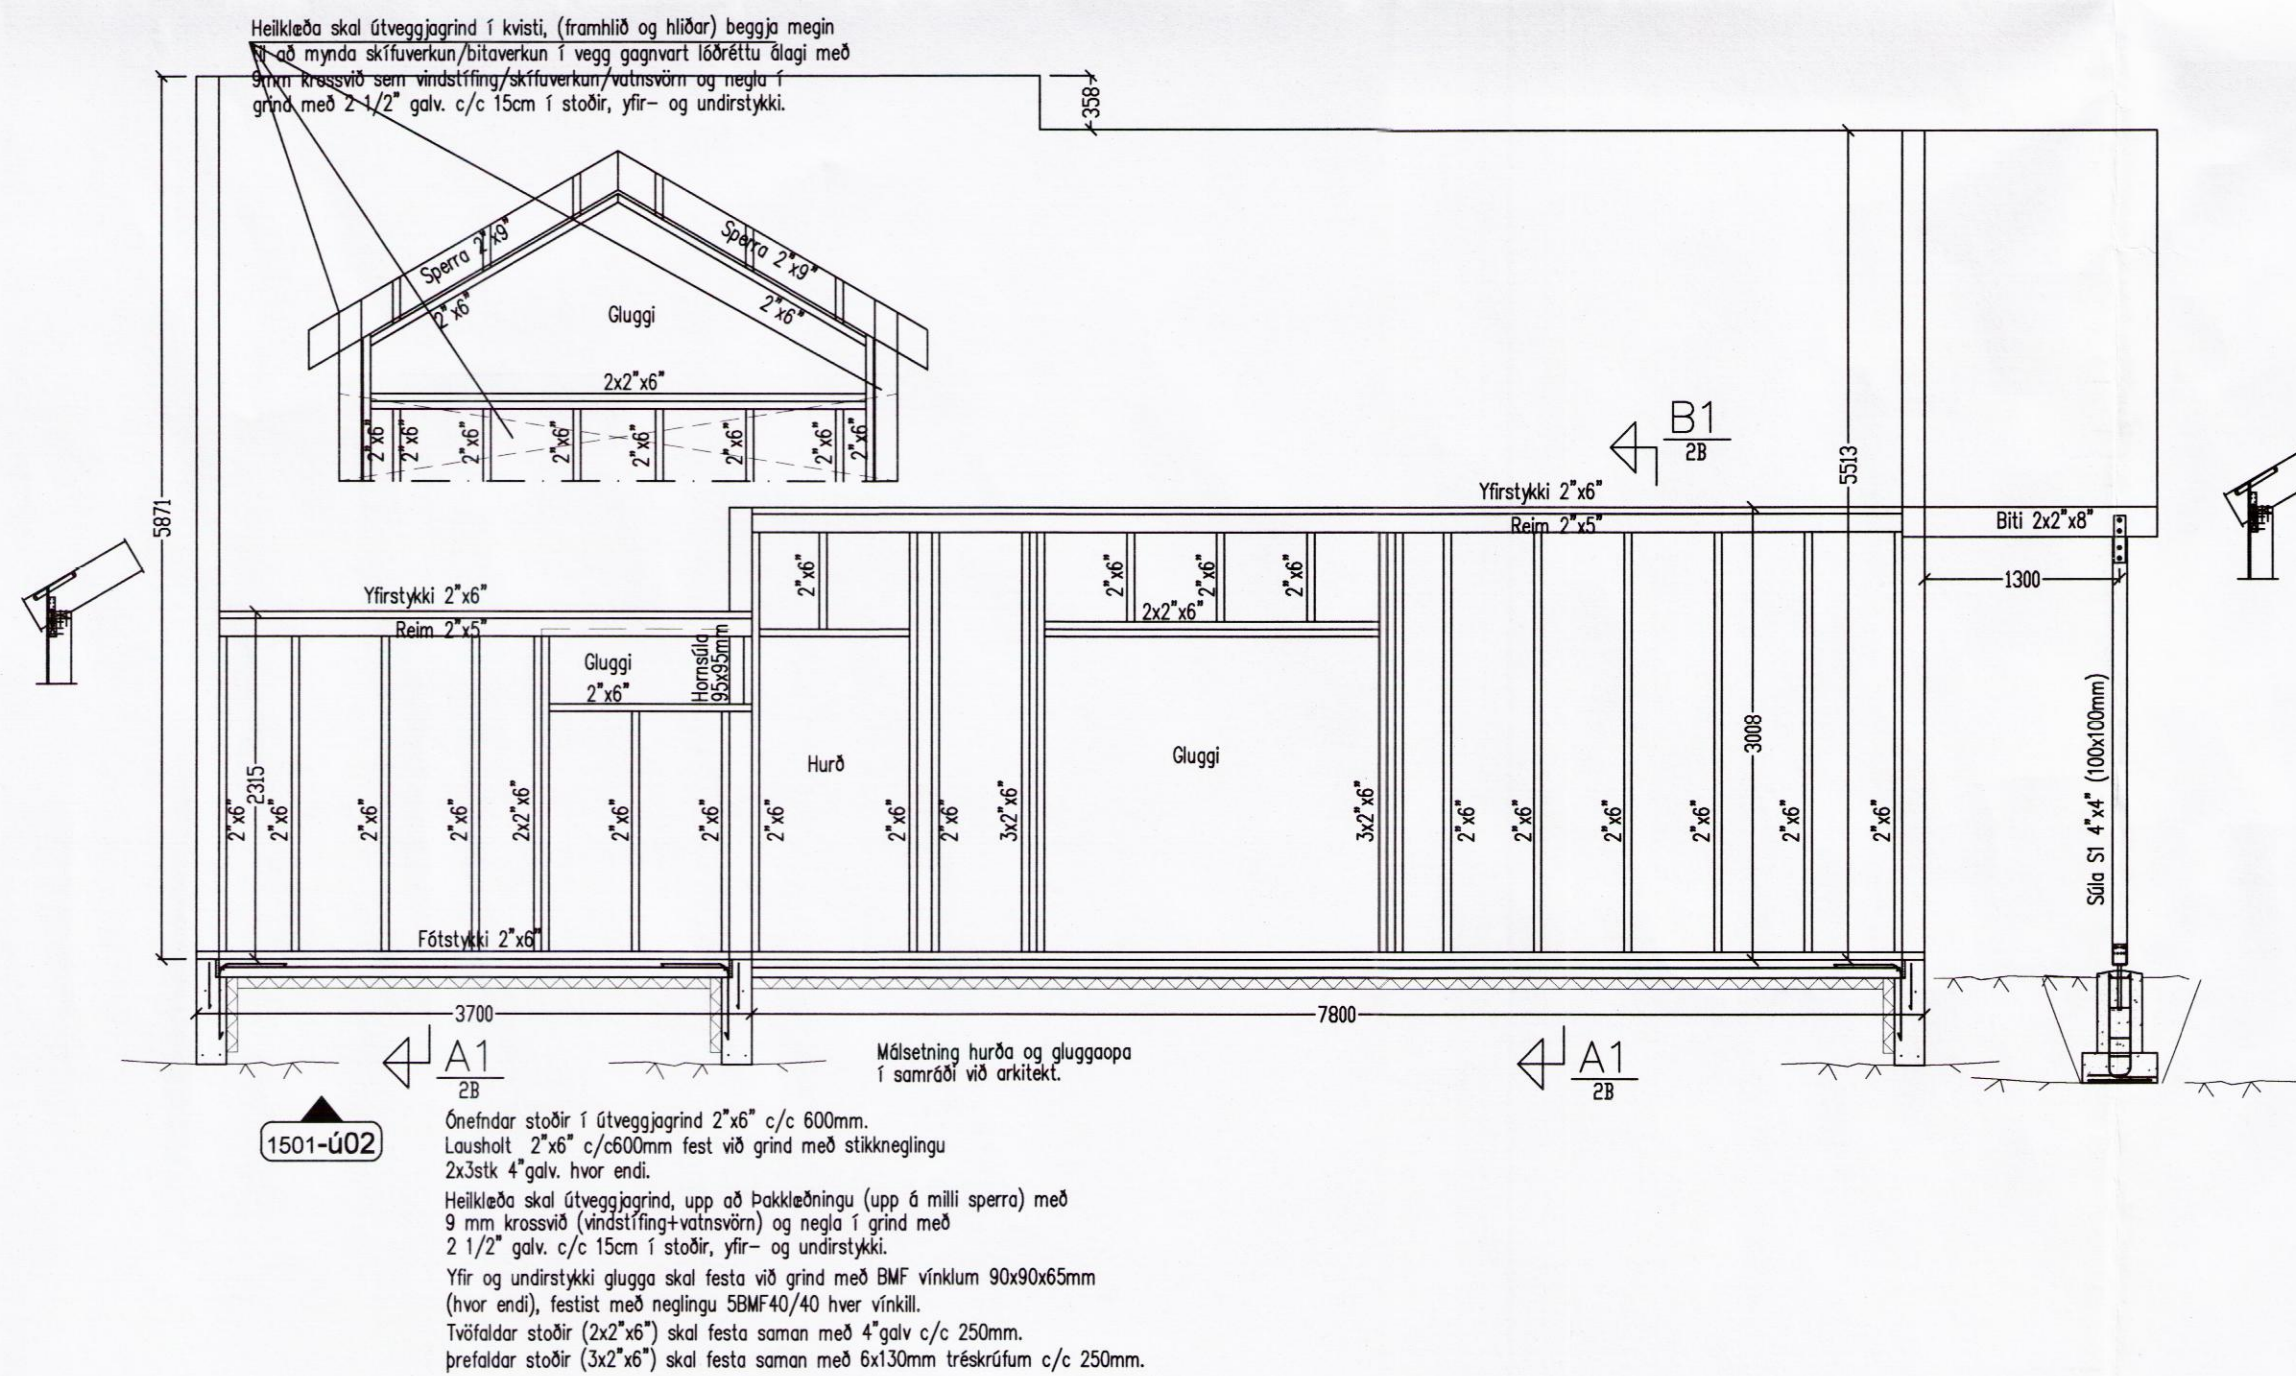 Heilklæða skal útveggjagrind í kvisti, (framhlið og hliðar) beggja megin
til að mynda skífuverkun/bitaverkun í vegg gagnvart lóðréttu álagi með
9mm krossvið sem vindstífing/skífuverkun/vatnsvörn og negla í
grind með 2 1/2" galv. c/c 15cm í stoðir, yfir- og undirstykki.
358
Sperra 2"x9"
Sperra 2"x9"
2"x6"
2"x6"
Gluggi
2x2"x6"
2"x6"
2"x6"
2"x6"
2"x6"
2"x6"
2"x6"
2"x6"
2"x6"
B1
2B
5871
5513
Yfirstykki 2"x6"
Reim 2"x5"
Biti 2x2"x8"
1300
Yfirstykki 2"x6"
Reim 2"x5"
2"x6"
2"x6"
2"x6"
2"x6"
2x2"x6"
Gluggi
2"x6"
Hornsúla
95x95mm
Hurð
Gluggi
2315
3008
2"x6"
2"x6"
2"x6"
2"x6"
2x2"x6"
2"x6"
2"x6"
2"x6"
2"x6"
2"x6"
3x2"x6"
3x2"x6"
2"x6"
2"x6"
2"x6"
2"x6"
2"x6"
2"x6"
Súla S1 4"x4" (100x100mm)
Fótstykki 2"x6"
3700
7800
A1
2B
A1
2B
Málsetning hurða og gluggaopa
í samráði við arkitekt.
1501-ú02
Ónefndar stoðir í útveggjagrind 2"x6" c/c 600mm.
Lausholt 2"x6" c/c600mm fest við grind með stikkneglingu
2x3stk 4"galv. hvor endi.
Heilklæða skal útveggjagrind, upp að Þakklæðningu (upp á milli sperra) með
9 mm krossvið (vindstífing+vatnsvörn) og negla í grind með
2 1/2" galv. c/c 15cm í stoðir, yfir- og undirstykki.
Yfir og undirstykki glugga skal festa við grind með BMF vínklum 90x90x65mm
(hvor endi), festist með neglingu 5BMF40/40 hver vínkill.
Tvöfaldar stoðir (2x2"x6") skal festa saman með 4"galv c/c 250mm.
Þrefaldar stoðir (3x2"x6") skal festa saman með 6x130mm tréskrúfum c/c 250mm.